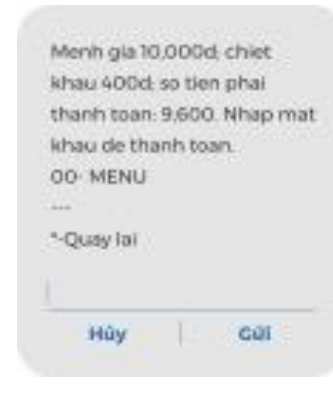 Menh gia 10,000d; chiet
khau 400d; so tien phai
thanh toan: 9,600. Nhap mat
khau de thanh toan.
00- MENU
---
*-Quay lai
Hủy
Gửi